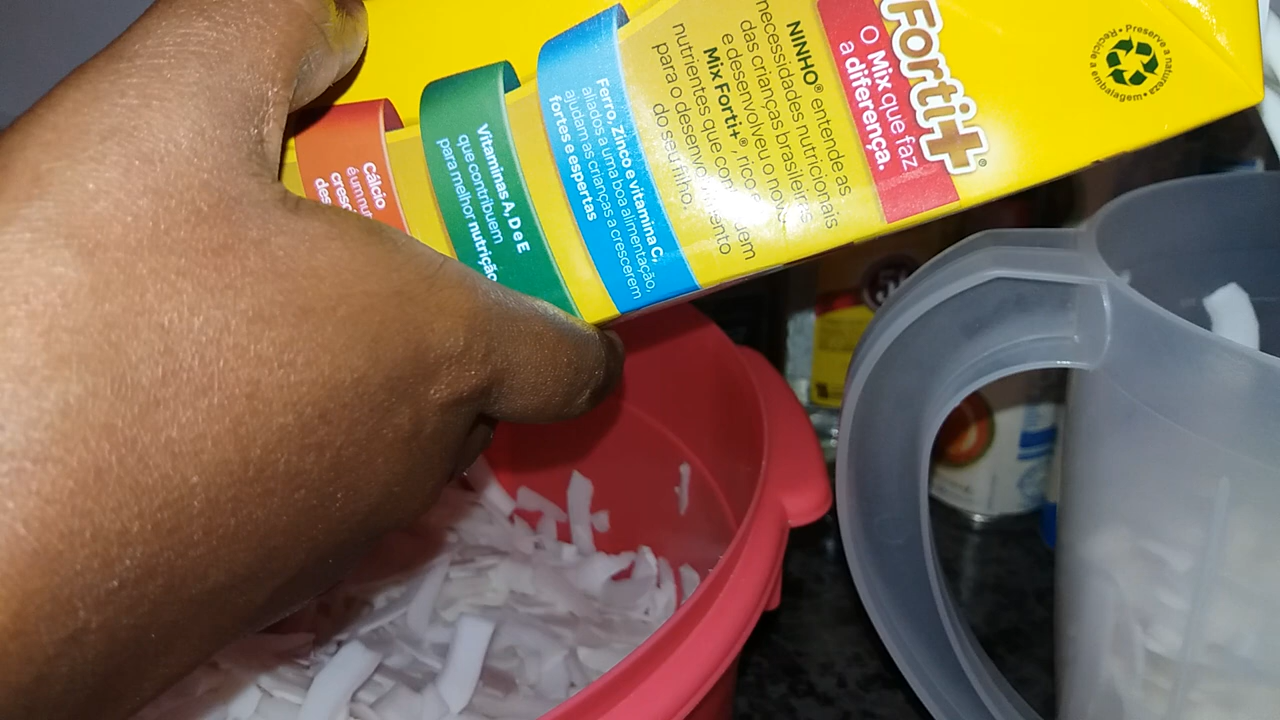 Forti+®
O Mix que faz
a diferença.
NINHO® entende as
necessidades nutricionais
das crianças brasileiras
e desenvolveu o novo
Mix Forti+®, rico em
nutrientes que
para o desenvolvimento
do seu filho.
Ferro, Zinco e vitamina C,
aliados a uma boa alimentação,
ajudam as crianças a crescerem
fortes e espertas
Vitaminas A, D e E
que contribuem
para melhor nutrição
Cálcio
é um
Preserve a natureza • Recicle a embalagem •